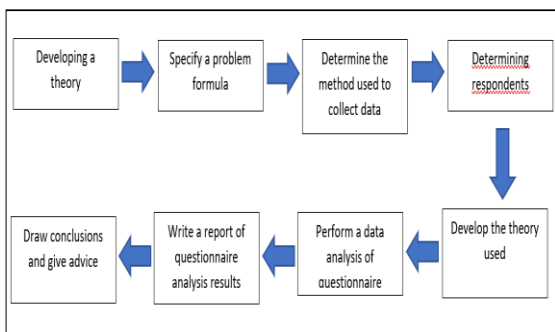 Developing a
theory
Specify a problem
formula
Determine the
method used to
collect data
Determining
respondents
Develop the theory
used
Perform a data
analysis of
questionnaire
Write a report of
questionnaire
analysis results
Draw conclusions
and give advice